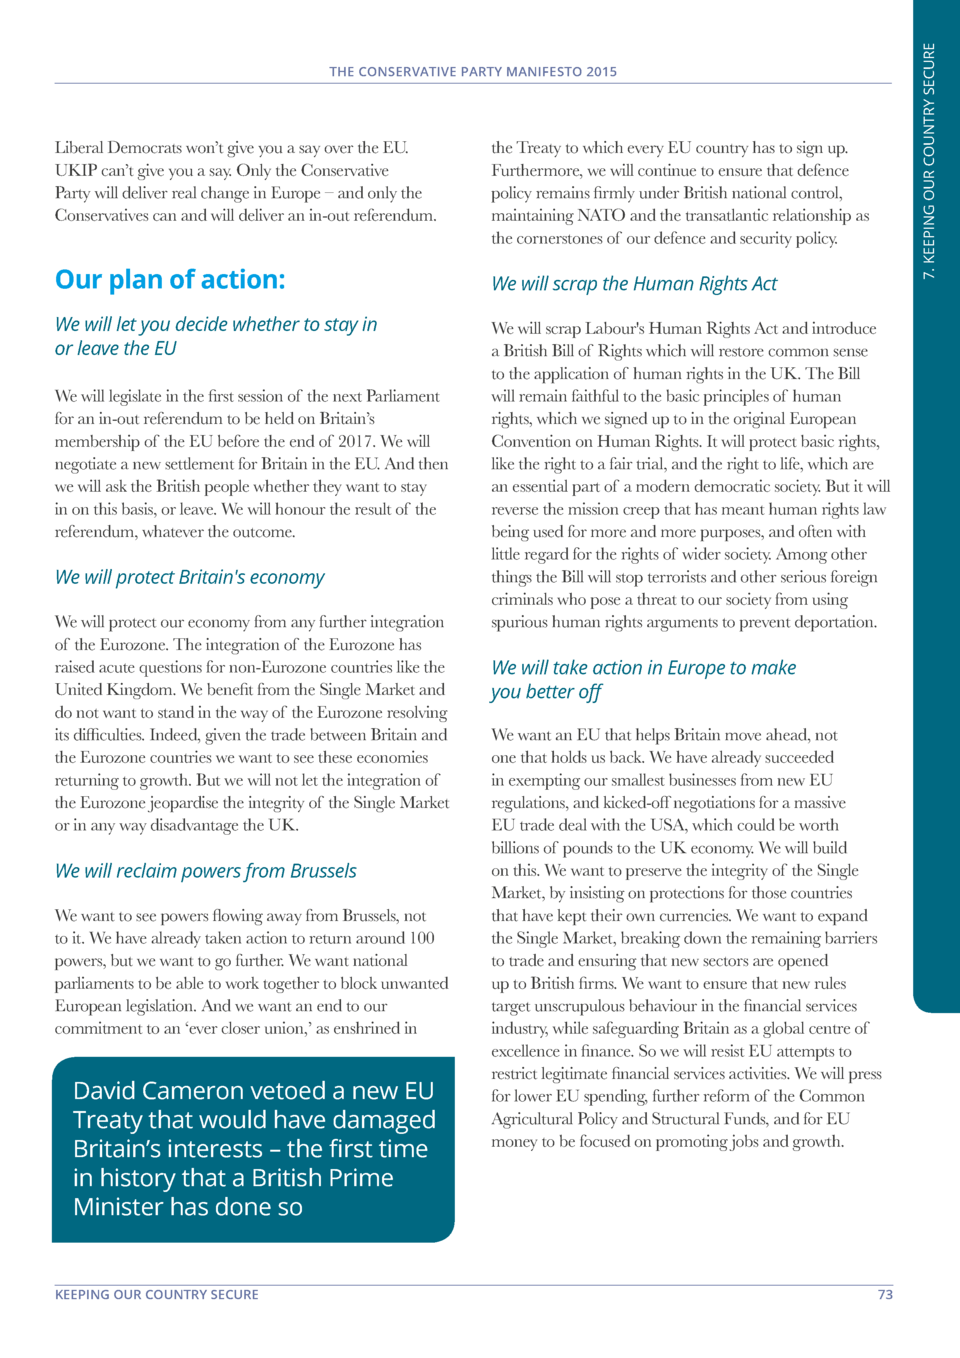 THE CONSERVATIVE PARTY MANIFESTO 2015
Liberal Democrats won’t give you a say over the EU.
UKIP can’t give you a say. Only the Conservative
Party will deliver real change in Europe – and only the
Conservatives can and will deliver an in-out referendum.
Our plan of action:
We will let you decide whether to stay in
or leave the EU
We will legislate in the first session of the next Parliament
for an in-out referendum to be held on Britain’s
membership of the EU before the end of 2017. We will
negotiate a new settlement for Britain in the EU. And then
we will ask the British people whether they want to stay
in on this basis, or leave. We will honour the result of the
referendum, whatever the outcome.
We will protect Britain's economy
We will protect our economy from any further integration
of the Eurozone. The integration of the Eurozone has
raised acute questions for non-Eurozone countries like the
United Kingdom. We benefit from the Single Market and
do not want to stand in the way of the Eurozone resolving
its difficulties. Indeed, given the trade between Britain and
the Eurozone countries we want to see these economies
returning to growth. But we will not let the integration of
the Eurozone jeopardise the integrity of the Single Market
or in any way disadvantage the UK.
We will reclaim powers from Brussels
We want to see powers flowing away from Brussels, not
to it. We have already taken action to return around 100
powers, but we want to go further. We want national
parliaments to be able to work together to block unwanted
European legislation. And we want an end to our
commitment to an ‘ever closer union,’ as enshrined in
David Cameron vetoed a new EU
Treaty that would have damaged
Britain’s interests – the first time
in history that a British Prime
Minister has done so
the Treaty to which every EU country has to sign up.
Furthermore, we will continue to ensure that defence
policy remains firmly under British national control,
maintaining NATO and the transatlantic relationship as
the cornerstones of our defence and security policy.
We will scrap the Human Rights Act
We will scrap Labour's Human Rights Act and introduce
a British Bill of Rights which will restore common sense
to the application of human rights in the UK. The Bill
will remain faithful to the basic principles of human
rights, which we signed up to in the original European
Convention on Human Rights. It will protect basic rights,
like the right to a fair trial, and the right to life, which are
an essential part of a modern democratic society. But it will
reverse the mission creep that has meant human rights law
being used for more and more purposes, and often with
little regard for the rights of wider society. Among other
things the Bill will stop terrorists and other serious foreign
criminals who pose a threat to our society from using
spurious human rights arguments to prevent deportation.
We will take action in Europe to make
you better off
We want an EU that helps Britain move ahead, not
one that holds us back. We have already succeeded
in exempting our smallest businesses from new EU
regulations, and kicked-off negotiations for a massive
EU trade deal with the USA, which could be worth
billions of pounds to the UK economy. We will build
on this. We want to preserve the integrity of the Single
Market, by insisting on protections for those countries
that have kept their own currencies. We want to expand
the Single Market, breaking down the remaining barriers
to trade and ensuring that new sectors are opened
up to British firms. We want to ensure that new rules
target unscrupulous behaviour in the financial services
industry, while safeguarding Britain as a global centre of
excellence in finance. So we will resist EU attempts to
restrict legitimate financial services activities. We will press
for lower EU spending, further reform of the Common
Agricultural Policy and Structural Funds, and for EU
money to be focused on promoting jobs and growth.
7. KEEPING OUR COUNTRY SECURE
KEEPING OUR COUNTRY SECURE
73